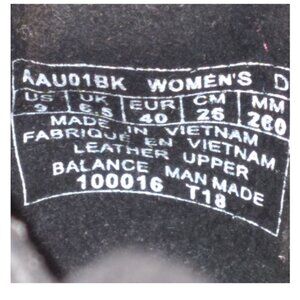 AAU01BK WOMEN'S D
US UK EUR CM MM
9 6.5 40 26 260
MADE IN VIETNAM
FABRIQUE EN VIETNAM
LEATHER UPPER
BALANCE MAN MADE
100016 T18